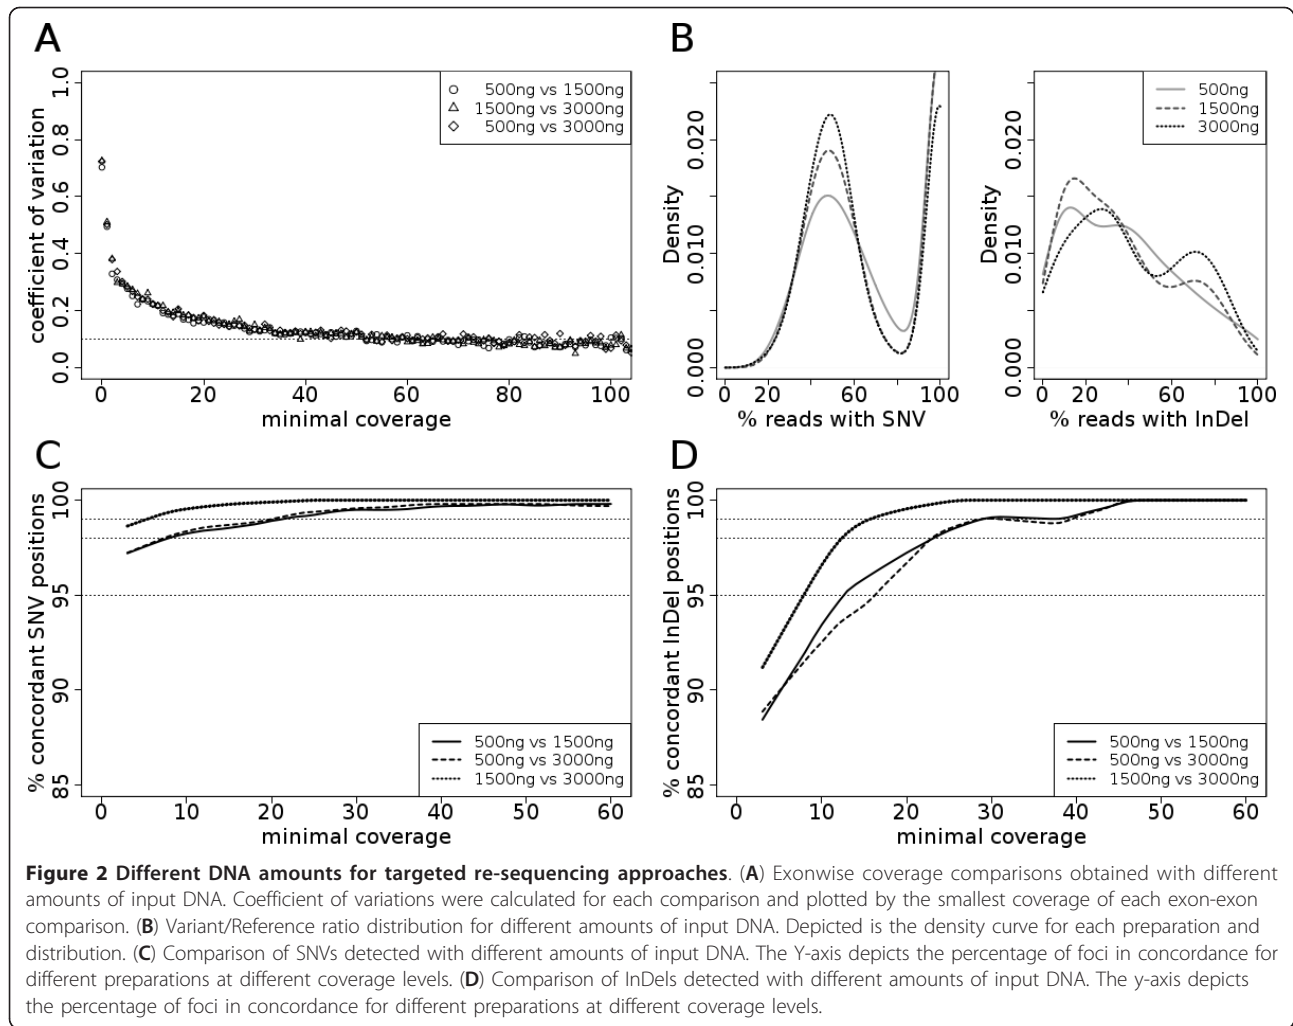 A
coefficient of variation
1.0
0.8
0.6
0.4
0.2
0.0
500ng vs 1500ng
1500ng vs 3000ng
500ng vs 3000ng
0 20 40 60 80 100
minimal coverage
B
Density
0.020
0.010
0.000
0 20 60 100
% reads with SNV
Density
0.020
0.010
0.000
500ng
1500ng
3000ng
0 20 60 100
% reads with InDel
C
% concordant SNV positions
100
95
90
85
500ng vs 1500ng
500ng vs 3000ng
1500ng vs 3000ng
0 10 20 30 40 50 60
minimal coverage
D
% concordant InDel positions
100
95
90
85
500ng vs 1500ng
500ng vs 3000ng
1500ng vs 3000ng
0 10 20 30 40 50 60
minimal coverage
Figure 2 Different DNA amounts for targeted re-sequencing approaches. (A) Exonwise coverage comparisons obtained with different
amounts of input DNA. Coefficient of variations were calculated for each comparison and plotted by the smallest coverage of each exon-exon
comparison. (B) Variant/Reference ratio distribution for different amounts of input DNA. Depicted is the density curve for each preparation and
distribution. (C) Comparison of SNVs detected with different amounts of input DNA. The Y-axis depicts the percentage of foci in concordance for
different preparations at different coverage levels. (D) Comparison of InDels detected with different amounts of input DNA. The y-axis depicts
the percentage of foci in concordance for different preparations at different coverage levels.